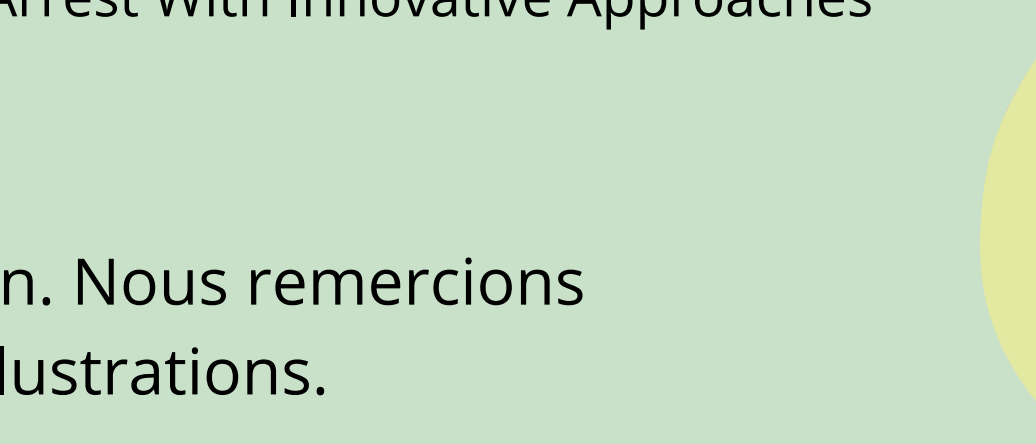 Arrest With Innovative Approaches
n. Nous remercions
lustrations.